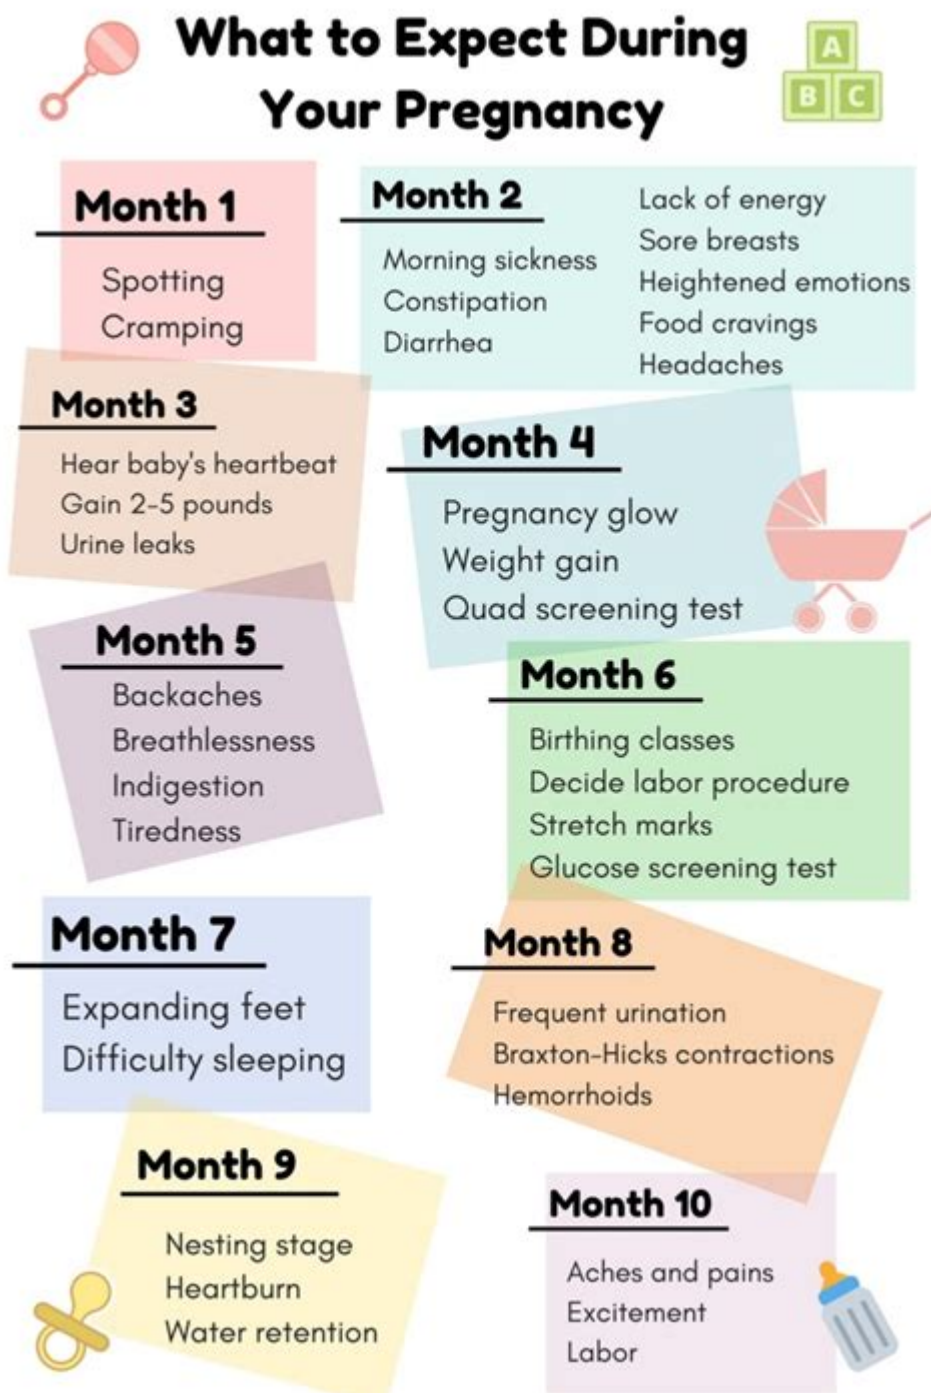 What to Expect During
Your Pregnancy
A
B C
Month 1
Spotting
Cramping
Month 2
Morning sickness
Constipation
Diarrhea
Lack of energy
Sore breasts
Heightened emotions
Food cravings
Headaches
Month 3
Hear baby's heartbeat
Gain 2-5 pounds
Urine leaks
Month 4
Pregnancy glow
Weight gain
Quad screening test
Month 5
Backaches
Breathlessness
Indigestion
Tiredness
Month 6
Birthing classes
Decide labor procedure
Stretch marks
Glucose screening test
Month 7
Expanding feet
Difficulty sleeping
Month 8
Frequent urination
Braxton-Hicks contractions
Hemorrhoids
Month 9
Nesting stage
Heartburn
Water retention
Month 10
Aches and pains
Excitement
Labor